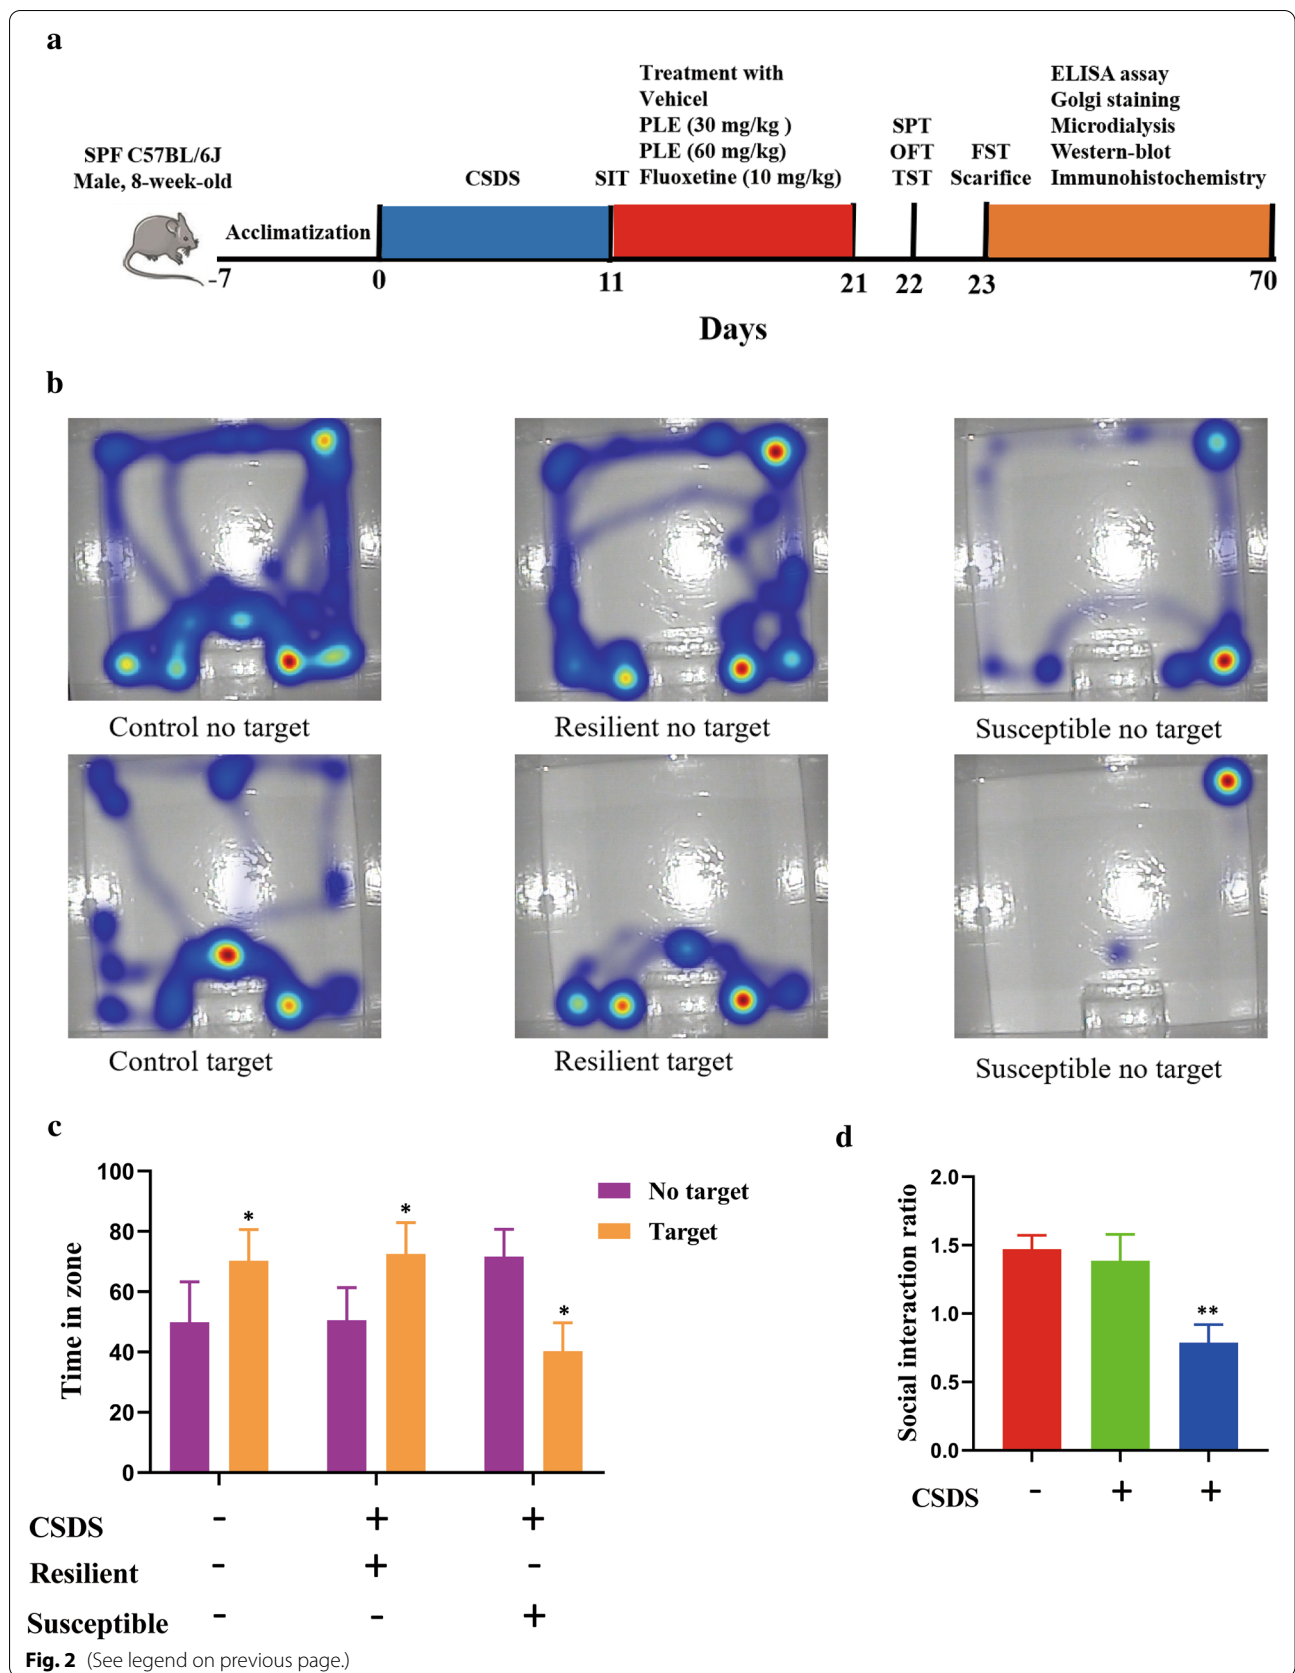 a
Treatment with
Vehicel
PLE (30 mg/kg )
PLE (60 mg/kg)
Fluoxetine (10 mg/kg)
ELISA assay
Golgi staining
Microdialysis
Western-blot
Immunohistochemistry
SPT
OFT
TST
FST
Scarifice
SPF C57BL/6J
Male, 8-week-old
CSDS
SIT
Acclimatization
-7
0
11
21
22
23
70
Days
b
Control no target
Resilient no target
Susceptible no target
Control target
Resilient target
Susceptible no target
c
100
80
60
40
20
0
Time in zone
*
*
*
No target
Target
CSDS - + +
Resilient - + -
Susceptible - - +
d
2.0
1.5
1.0
0.5
0.0
Social interaction ratio
**
CSDS - + +
Fig. 2 (See legend on previous page.)